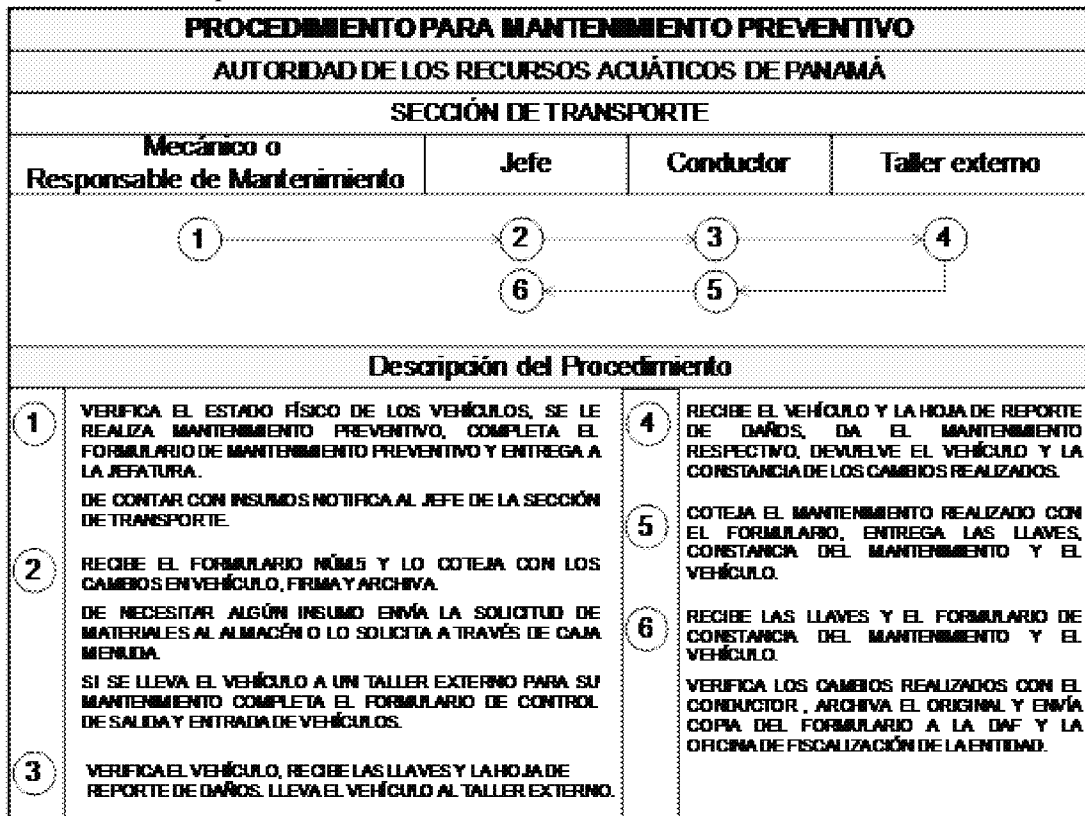 PROCEDIMIENTO PARA MANTENIMIENTO PREVENTIVO
AUTORIDAD DE LOS RECURSOS ACUÁTICOS DE PANAMÁ
SECCIÓN DE TRANSPORTE
Mecánico o
Responsable de Mantenimiento
Jefe
Conductor
Taller externo
1
2
3
4
6
5
Descripción del Procedimiento
1
VERIFICA EL ESTADO FÍSICO DE LOS VEHÍCULOS, SE LE
REALIZA MANTENIMIENTO PREVENTIVO, COMPLETA EL
FORMULARIO DE MANTENIMIENTO PREVENTIVO Y ENTREGA A
LA JEFATURA.
DE CONTAR CON INSUMOS NOTIFICA AL JEFE DE LA SECCIÓN
DE TRANSPORTE.
2
RECIBE EL FORMULARIO NÚM.5 Y LO COTEJA CON LOS
CAMBIOS EN VEHÍCULO, FIRMA Y ARCHIVA.
DE NECESITAR ALGÚN INSUMO ENVÍA LA SOLICITUD DE
MATERIALES AL ALMACÉN O LO SOLICITA A TRAVÉS DE CAJA
MENUDA.
SI SE LLEVA EL VEHÍCULO A UN TALLER EXTERNO PARA SU
MANTENIMIENTO COMPLETA EL FORMULARIO DE CONTROL
DE SALIDA Y ENTRADA DE VEHÍCULOS.
3
VERIFICA EL VEHÍCULO, RECIBE LAS LLAVES Y LA HOJA DE
REPORTE DE DAÑOS. LLEVA EL VEHÍCULO AL TALLER EXTERNO.
4
RECIBE EL VEHÍCULO Y LA HOJA DE REPORTE
DE DAÑOS, DA EL MANTENIMIENTO
RESPECTIVO, DEVUELVE EL VEHÍCULO Y LA
CONSTANCIA DE LOS CAMBIOS REALIZADOS.
5
COTEJA EL MANTENIMIENTO REALIZADO CON
EL FORMULARIO, ENTREGA LAS LLAVES,
CONSTANCIA DEL MANTENIMIENTO Y EL
VEHÍCULO.
6
RECIBE LAS LLAVES Y EL FORMULARIO DE
CONSTANCIA DEL MANTENIMIENTO Y EL
VEHÍCULO.
VERIFICA LOS CAMBIOS REALIZADOS CON EL
CONDUCTOR , ARCHIVA EL ORIGINAL Y ENVÍA
COPIA DEL FORMULARIO A LA DAF Y LA
OFICINA DE FISCALIZACIÓN DE LA ENTIDAD.